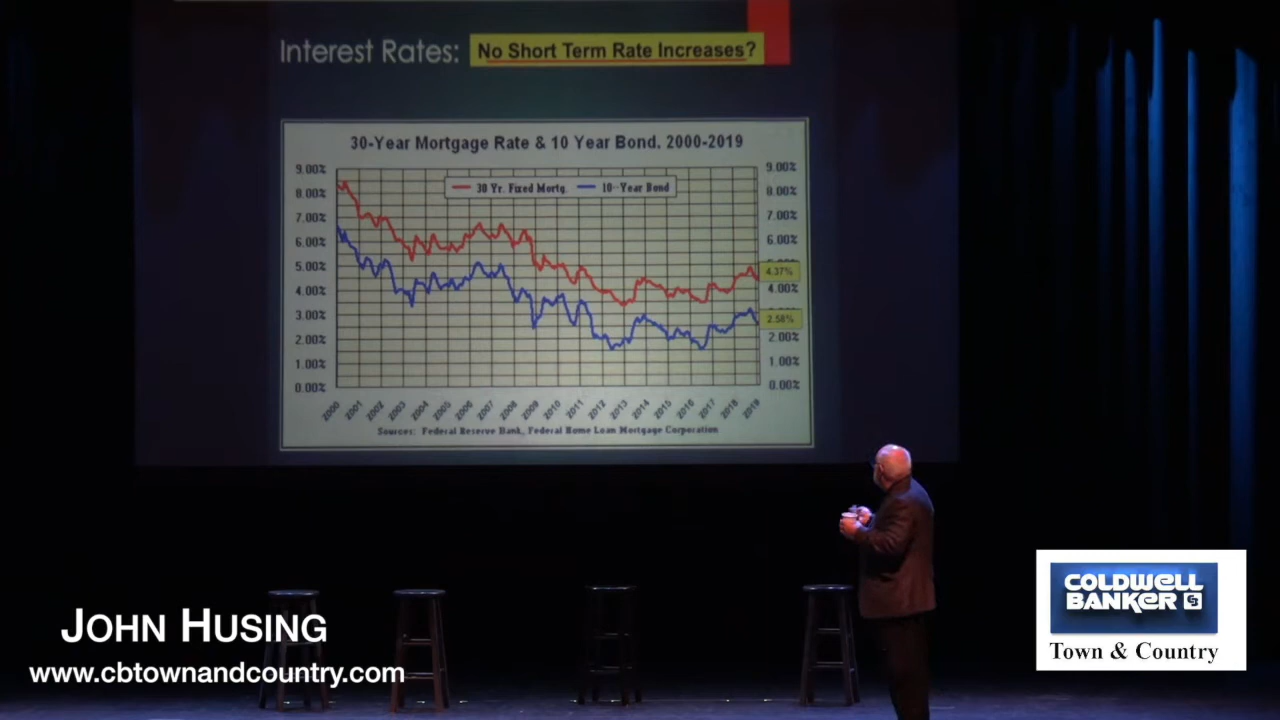 Interest Rates: No Short Term Rate Increases?
30-Year Mortgage Rate & 10 Year Bond. 2000-2019
30 Yr. Fixed Mortg. 10-Year Bond
9.00% 9.00%
8.00% 8.00%
7.00% 7.00%
6.00% 6.00%
5.00%
4.37%
4.00% 4.00%
3.00%
2.56%
2.00% 2.00%
1.00% 1.00%
0.00% 0.00%
2000 2001 2002 2003 2004 2005 2006 2007 2008 2009 2010 2011 2012 2013 2014 2015 2016 2017 2018 2019
Sources: Federal Reserve Bank, Federal Home Loan Mortgage Corporation
JOHN HUSING
www.cbtownandcountry.com
COLDWELL
BANKER CB
Town & Country